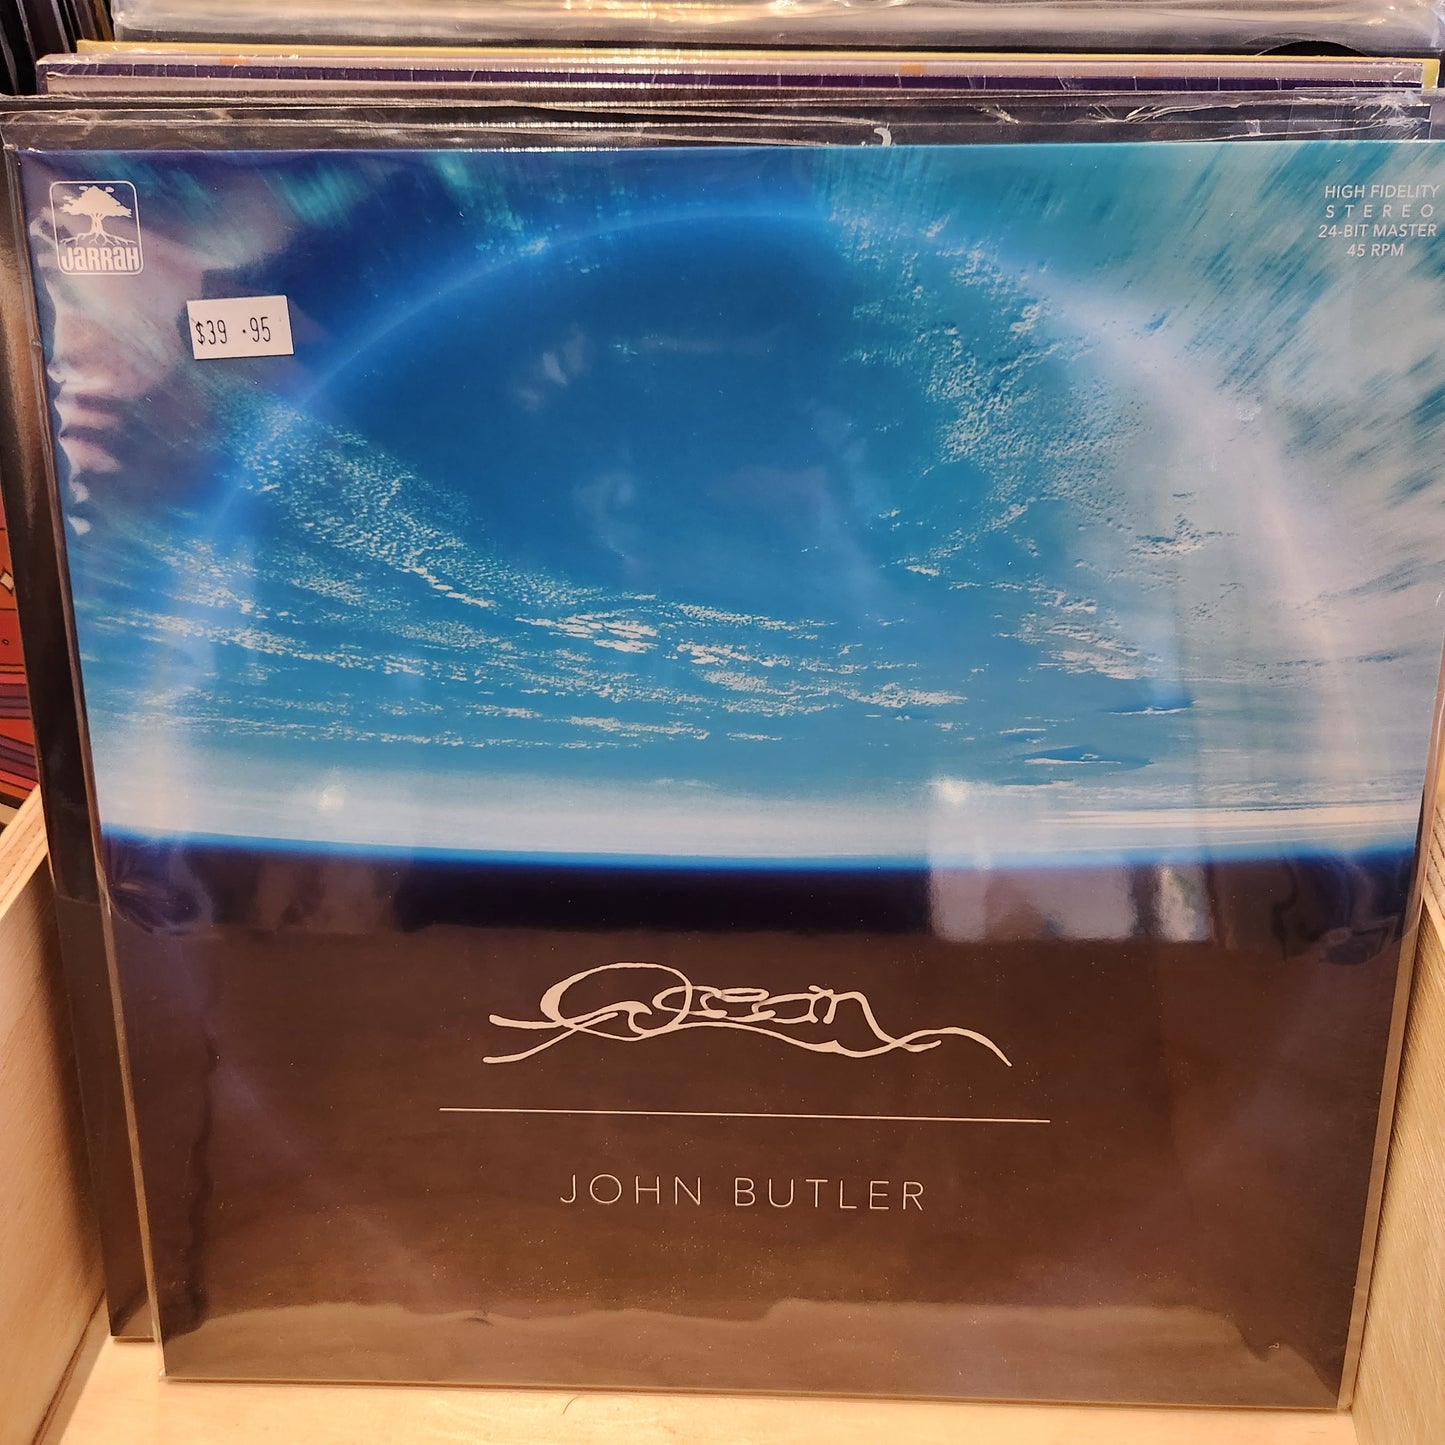 JARRAH
HIGH FIDELITY
STEREO
24-BIT MASTER
45 RPM
$39.95
Ocean
JOHN BUTLER